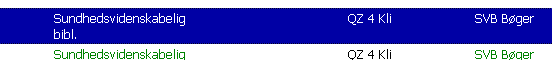 Sundhedsvidenskabelig bibl. QZ 4 Kli SVB Bøger
Sundhedsvidenskabelig QZ 4 Kli SVB Bøger